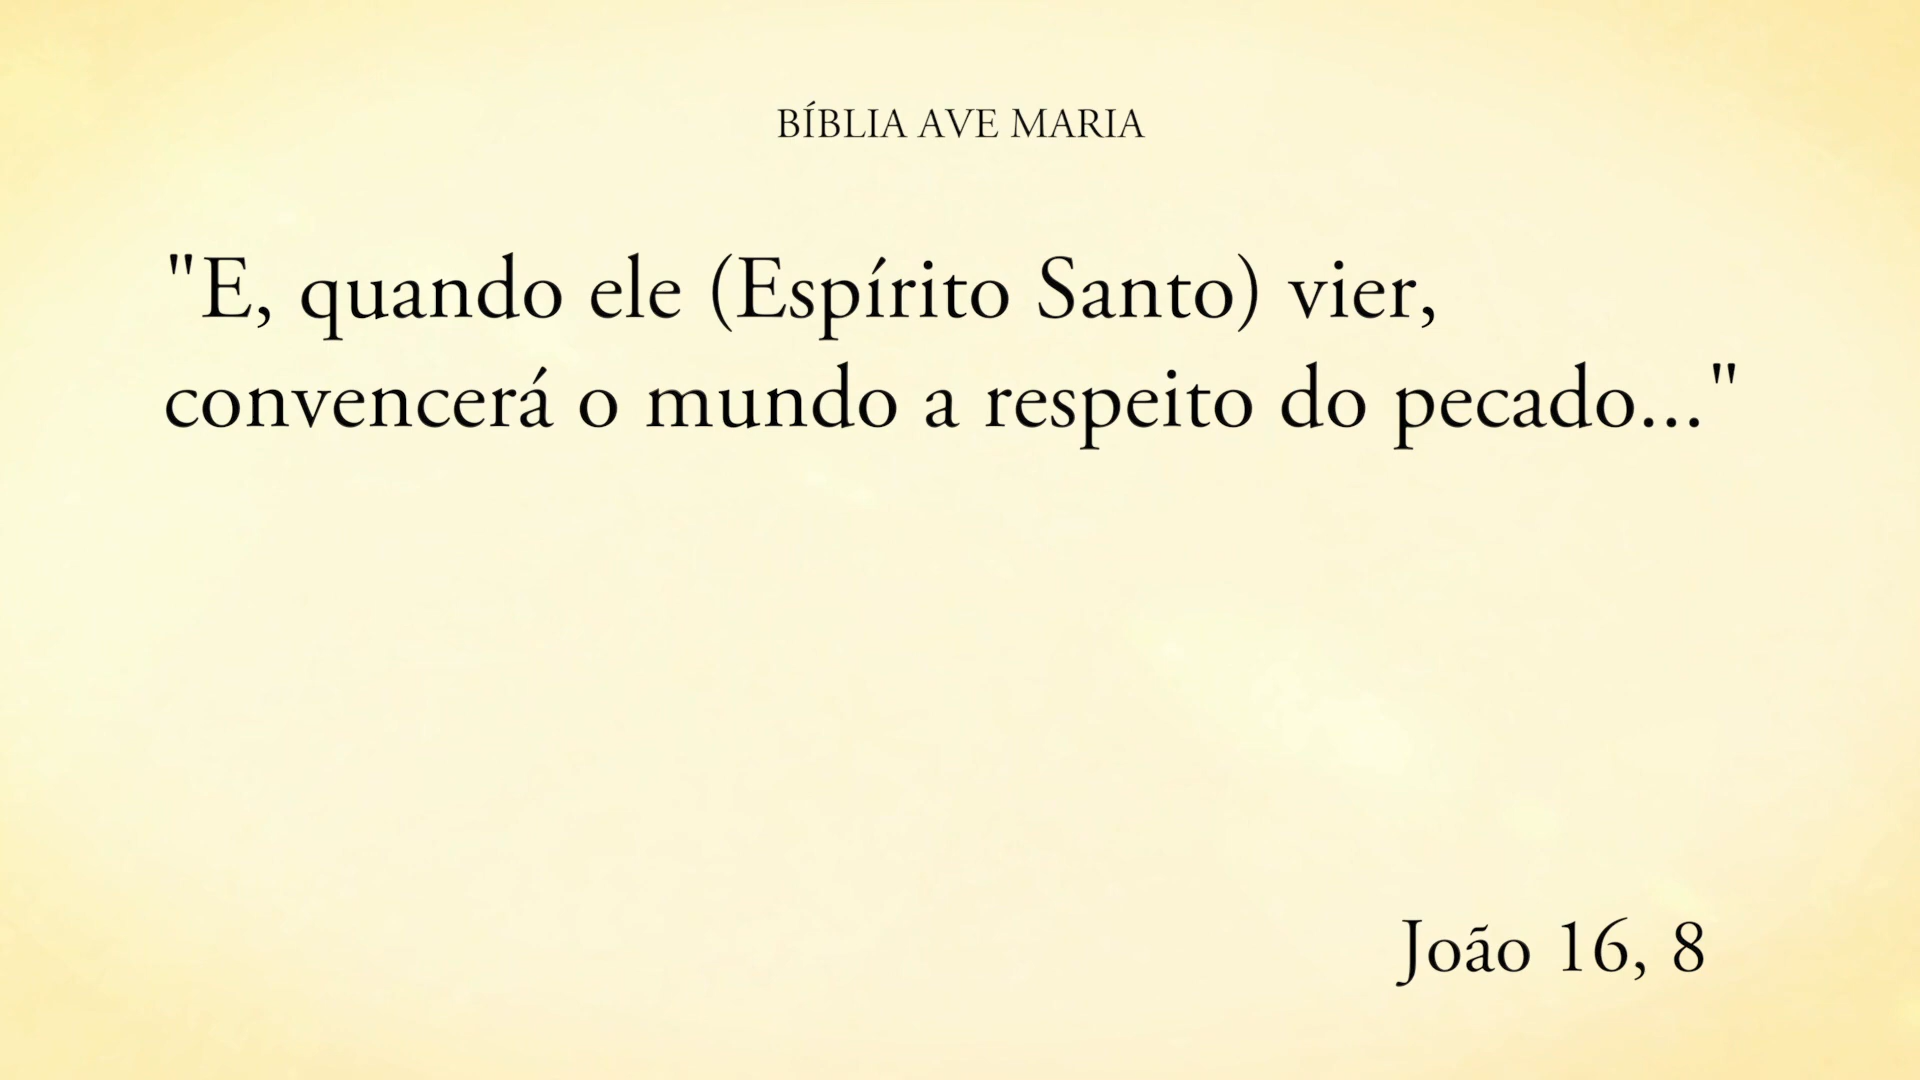 BÍBLIA AVE MARIA
"E, quando ele (Espírito Santo) vier,
convencerá o mundo a respeito do pecado..."
João 16, 8